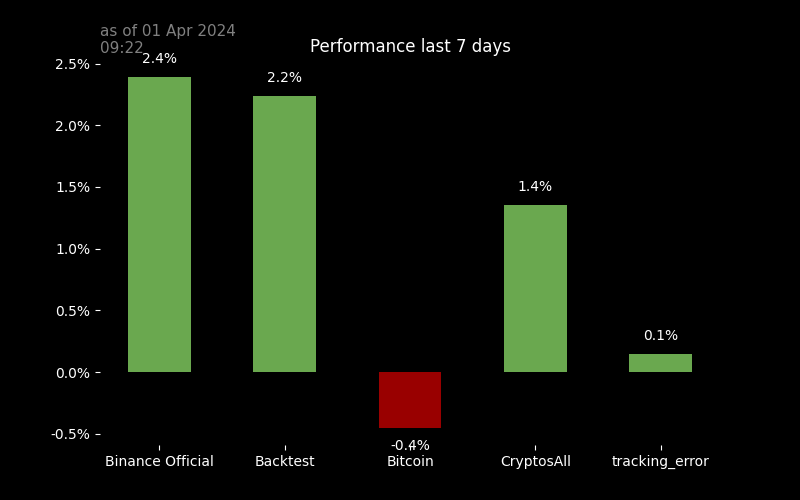 as of 01 Apr 2024
09:22
Performance last 7 days
2.5%
2.0%
1.5%
1.0%
0.5%
0.0%
-0.5%
2.4%
2.2%
-0.4%
1.4%
0.1%
Binance Official
Backtest
Bitcoin
CryptosAll
tracking_error